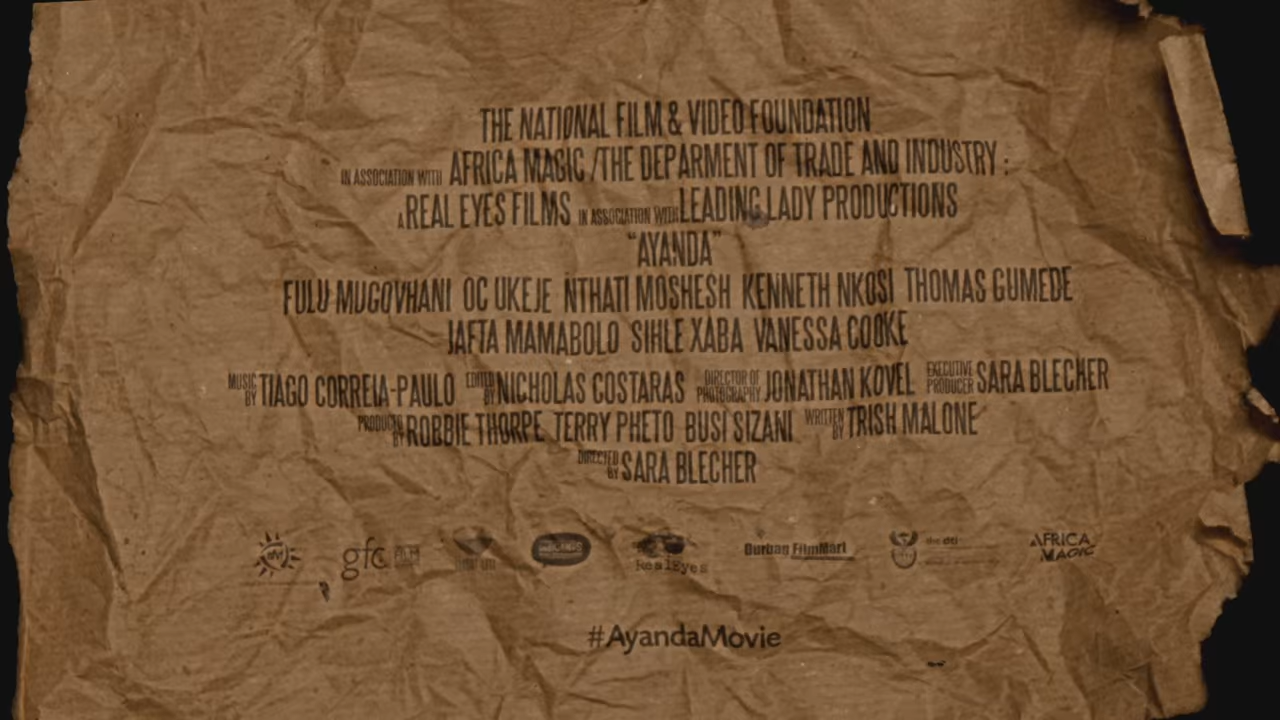 THE NATIONAL FILM & VIDEO FOUNDATION
IN ASSOCIATION WITH AFRICA MAGIC /THE DEPARMENT OF TRADE AND INDUSTRY :
A REAL EYES FILMS IN ASSOCIATION WITH LEADING LADY PRODUCTIONS
"AYANDA"
FULU MUGOVHANI OC UKEJE NTHATI MOSHESH KENNETH NKOSI THOMAS GUMEDE
JAFTA MAMABOLO SIHLE XABA VANESSA COOKE
MUSIC BY TIAGO CORREIA-PAULO EDITED BY NICHOLAS COSTARAS DIRECTOR OF PHOTOGRAPHY JONATHAN KOVEL EXECUTIVE PRODUCER SARA BLECHER
PRODUCED BY ROBBIE THORPE TERRY PHETO BUSI SIZANI WRITTEN BY TRISH MALONE
DIRECTED BY SARA BLECHER
gfc RealEyes Durban FilmMart the dti AFRICA MAGIC
#AyandaMovie